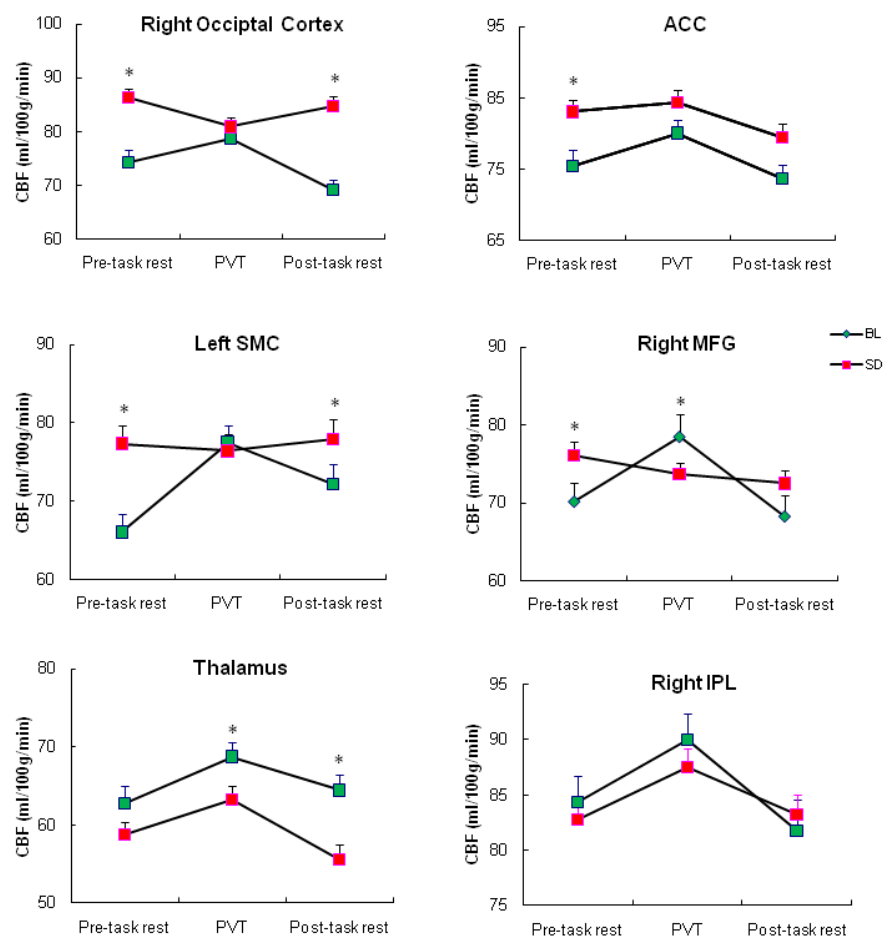 Right Occiptal Cortex
CBF (ml/100g/min)
100
90
80
70
60
*
*
Pre-task rest PVT Post-task rest
ACC
CBF (ml/100g/min)
95
85
75
65
*
Pre-task rest PVT Post-task rest
Left SMC
CBF (ml/100g/min)
90
80
70
60
*
*
Pre-task rest PVT Post-task rest
Right MFG
CBF (ml/100g/min)
90
80
70
60
*
*
Pre-task rest PVT Post-task rest
BL
SD
Thalamus
CBF (ml/100g/min)
80
70
60
50
*
*
Pre-task rest PVT Post-task rest
Right IPL
CBF (ml/100g/min)
95
90
85
80
75
Pre-task rest PVT Post-task rest